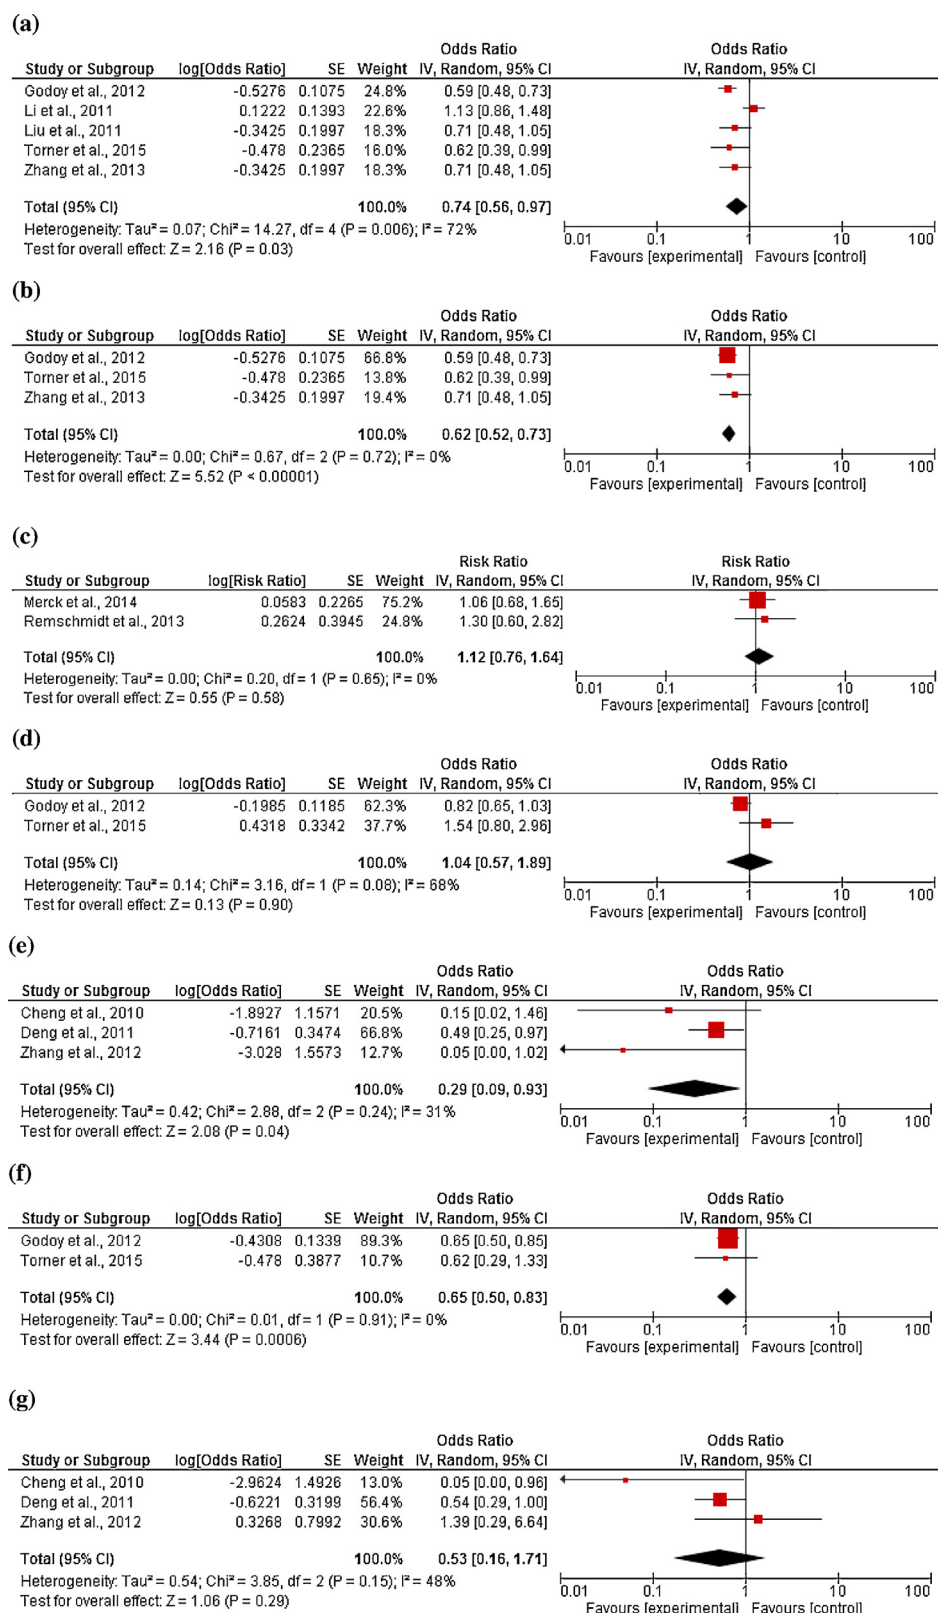 (a)
Odds Ratio Odds Ratio
Study or Subgroup log[Odds Ratio] SE Weight IV, Random, 95% CI IV, Random, 95% CI
Godoy et al., 2012 -0.5276 0.1075 24.8% 0.59 [0.48, 0.73]
Li et al., 2011 0.1222 0.1393 22.6% 1.13 [0.86, 1.48]
Liu et al., 2011 -0.3425 0.1997 18.3% 0.71 [0.48, 1.05]
Torner et al., 2015 -0.478 0.2365 16.0% 0.62 [0.39, 0.99]
Zhang et al., 2013 -0.3425 0.1997 18.3% 0.71 [0.48, 1.05]
Total (95% CI) 100.0% 0.74 [0.56, 0.97]
Heterogeneity: Tau² = 0.07; Chi² = 14.27, df = 4 (P = 0.006); I² = 72%
Test for overall effect: Z = 2.16 (P = 0.03)
0.01 0.1 1 10 100
Favours [experimental] Favours [control]
(b)
Odds Ratio Odds Ratio
Study or Subgroup log[Odds Ratio] SE Weight IV, Random, 95% CI IV, Random, 95% CI
Godoy et al., 2012 -0.5276 0.1075 66.8% 0.59 [0.48, 0.73]
Torner et al., 2015 -0.478 0.2365 13.8% 0.62 [0.39, 0.99]
Zhang et al., 2013 -0.3425 0.1997 19.4% 0.71 [0.48, 1.05]
Total (95% CI) 100.0% 0.62 [0.52, 0.73]
Heterogeneity: Tau² = 0.00; Chi² = 0.67, df = 2 (P = 0.72); I² = 0%
Test for overall effect: Z = 5.52 (P < 0.00001)
0.01 0.1 1 10 100
Favours [experimental] Favours [control]
(c)
Risk Ratio Risk Ratio
Study or Subgroup log[Risk Ratio] SE Weight IV, Random, 95% CI IV, Random, 95% CI
Merck et al., 2014 0.0583 0.2265 75.2% 1.06 [0.68, 1.65]
Remschmidt et al., 2013 0.2624 0.3945 24.8% 1.30 [0.60, 2.82]
Total (95% CI) 100.0% 1.12 [0.76, 1.64]
Heterogeneity: Tau² = 0.00; Chi² = 0.20, df = 1 (P = 0.65); I² = 0%
Test for overall effect: Z = 0.55 (P = 0.58)
0.01 0.1 1 10 100
Favours [experimental] Favours [control]
(d)
Odds Ratio Odds Ratio
Study or Subgroup log[Odds Ratio] SE Weight IV, Random, 95% CI IV, Random, 95% CI
Godoy et al., 2012 -0.1985 0.1185 62.3% 0.82 [0.65, 1.03]
Torner et al., 2015 0.4318 0.3342 37.7% 1.54 [0.80, 2.96]
Total (95% CI) 100.0% 1.04 [0.57, 1.89]
Heterogeneity: Tau² = 0.14; Chi² = 3.16, df = 1 (P = 0.08); I² = 68%
Test for overall effect: Z = 0.13 (P = 0.90)
0.01 0.1 1 10 100
Favours [experimental] Favours [control]
(e)
Odds Ratio Odds Ratio
Study or Subgroup log[Odds Ratio] SE Weight IV, Random, 95% CI IV, Random, 95% CI
Cheng et al., 2010 -1.8927 1.1571 20.5% 0.15 [0.02, 1.46]
Deng et al., 2011 -0.7161 0.3474 66.8% 0.49 [0.25, 0.97]
Zhang et al., 2012 -3.028 1.5573 12.7% 0.05 [0.00, 1.02]
Total (95% CI) 100.0% 0.29 [0.09, 0.93]
Heterogeneity: Tau² = 0.42; Chi² = 2.88, df = 2 (P = 0.24); I² = 31%
Test for overall effect: Z = 2.08 (P = 0.04)
0.01 0.1 1 10 100
Favours [experimental] Favours [control]
(f)
Odds Ratio Odds Ratio
Study or Subgroup log[Odds Ratio] SE Weight IV, Random, 95% CI IV, Random, 95% CI
Godoy et al., 2012 -0.4308 0.1339 89.3% 0.65 [0.50, 0.85]
Torner et al., 2015 -0.478 0.3877 10.7% 0.62 [0.29, 1.33]
Total (95% CI) 100.0% 0.65 [0.50, 0.83]
Heterogeneity: Tau² = 0.00; Chi² = 0.01, df = 1 (P = 0.91); I² = 0%
Test for overall effect: Z = 3.44 (P = 0.0006)
0.01 0.1 1 10 100
Favours [experimental] Favours [control]
(g)
Odds Ratio Odds Ratio
Study or Subgroup log[Odds Ratio] SE Weight IV, Random, 95% CI IV, Random, 95% CI
Cheng et al., 2010 -2.9624 1.4926 13.0% 0.05 [0.00, 0.96]
Deng et al., 2011 -0.6221 0.3199 56.4% 0.54 [0.29, 1.00]
Zhang et al., 2012 0.3268 0.7992 30.6% 1.39 [0.29, 6.64]
Total (95% CI) 100.0% 0.53 [0.16, 1.71]
Heterogeneity: Tau² = 0.54; Chi² = 3.85, df = 2 (P = 0.15); I² = 48%
Test for overall effect: Z = 1.06 (P = 0.29)
0.01 0.1 1 10 100
Favours [experimental] Favours [control]